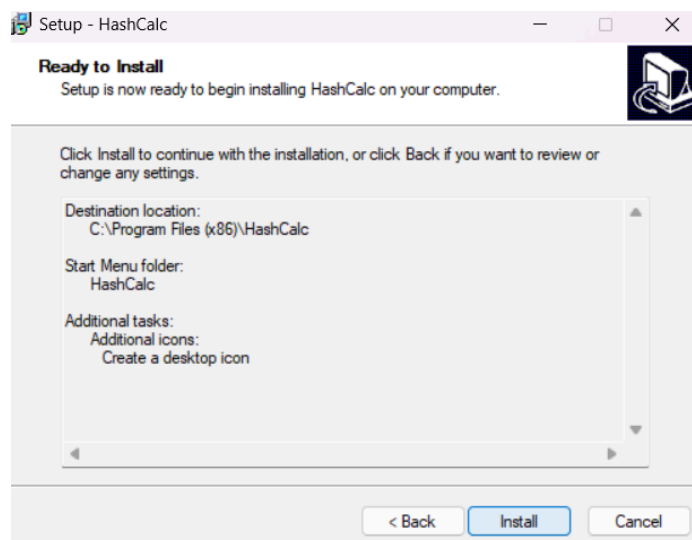 Setup - HashCalc
Ready to Install
Setup is now ready to begin installing HashCalc on your computer.
Click Install to continue with the installation, or click Back if you want to review or
change any settings.
Destination location:
C:\Program Files (x86)\HashCalc
Start Menu folder:
HashCalc
Additional tasks:
Additional icons:
Create a desktop icon
< Back
Install
Cancel